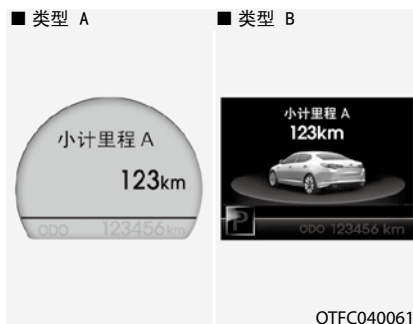 ■ 类型 A
小计里程 A
123km
ODO 123456 km
■ 类型 B
小计里程 A
123km
P
ODO 123456 km
OTFC040061